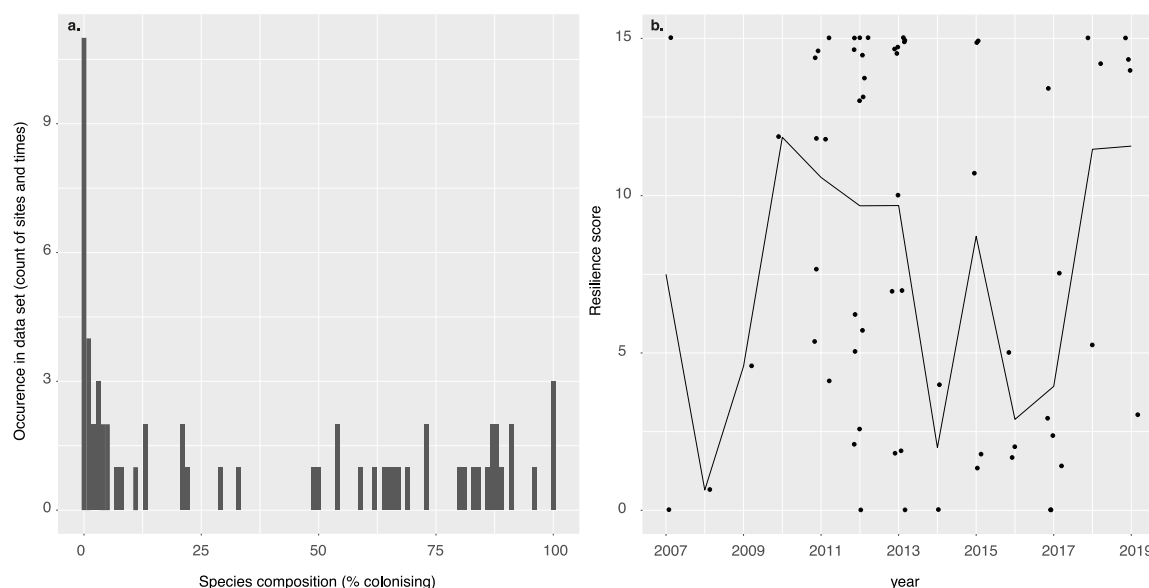 a.
Occurence in data set (count of sites and times)
9
6
3
0
0 25 50 75 100
Species composition (% colonising)
b.
Resilience score
15
10
5
0
2007 2009 2011 2013 2015 2017 2019
year